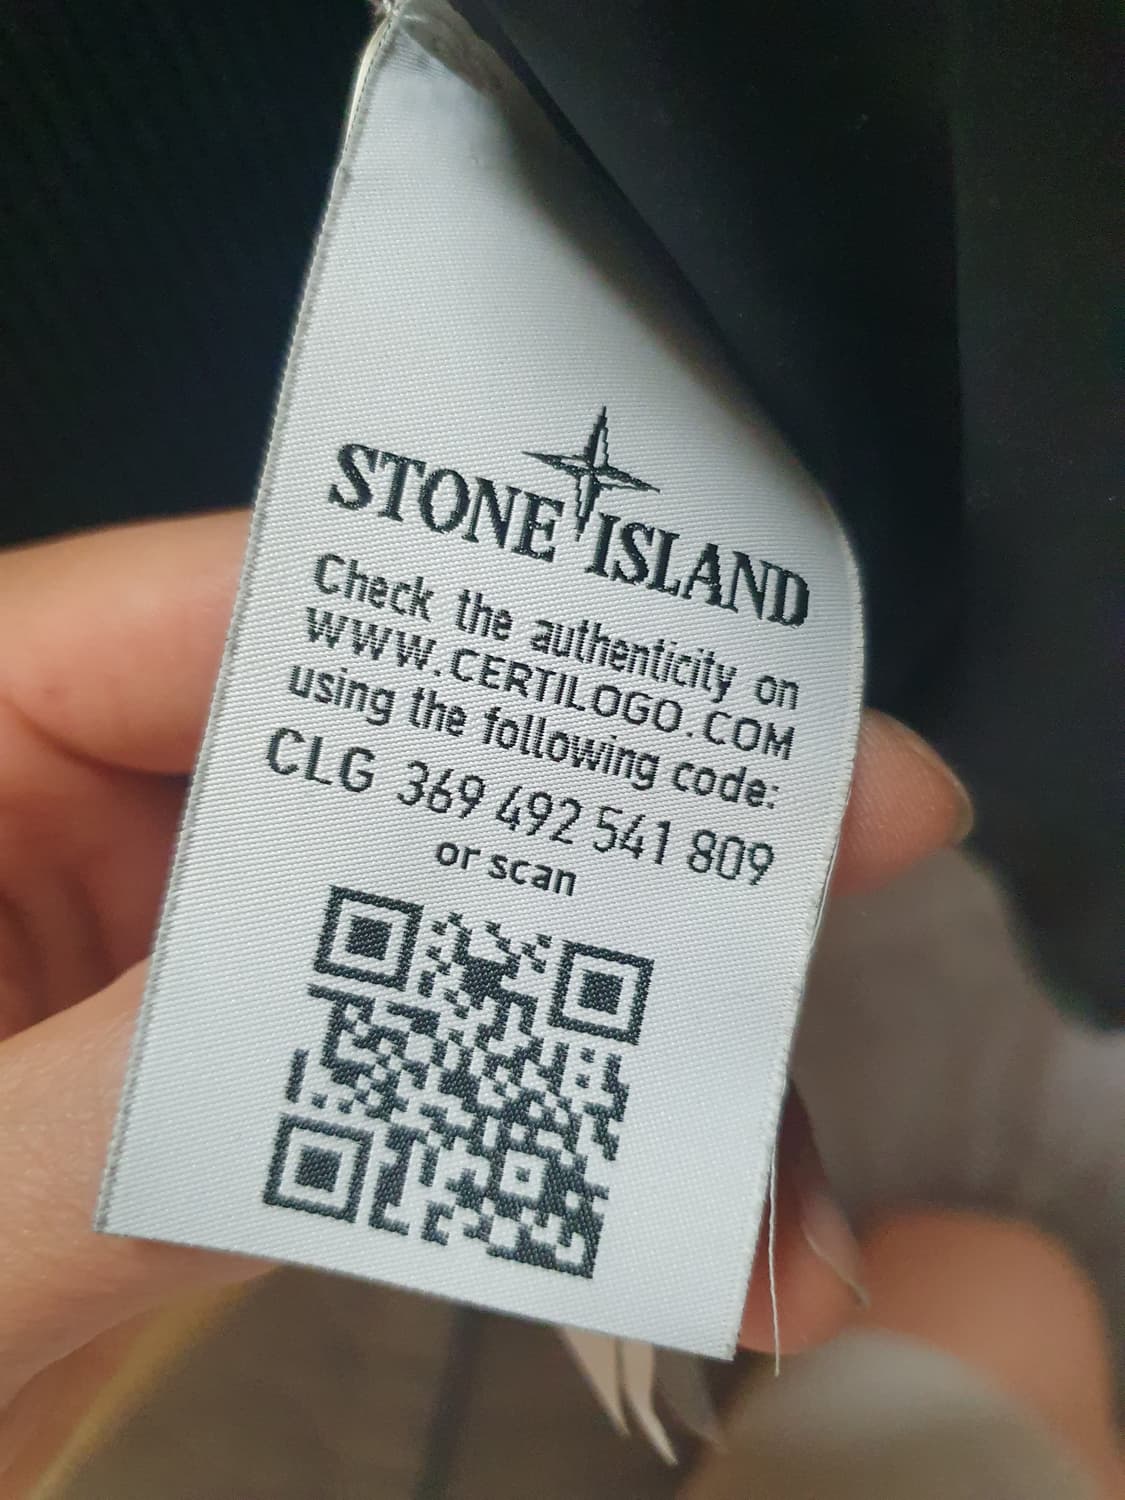 STONE ISLAND
Check the authenticity on
WWW.CERTILOGO.COM
using the following code:
CLG 369 492 541 809
or scan